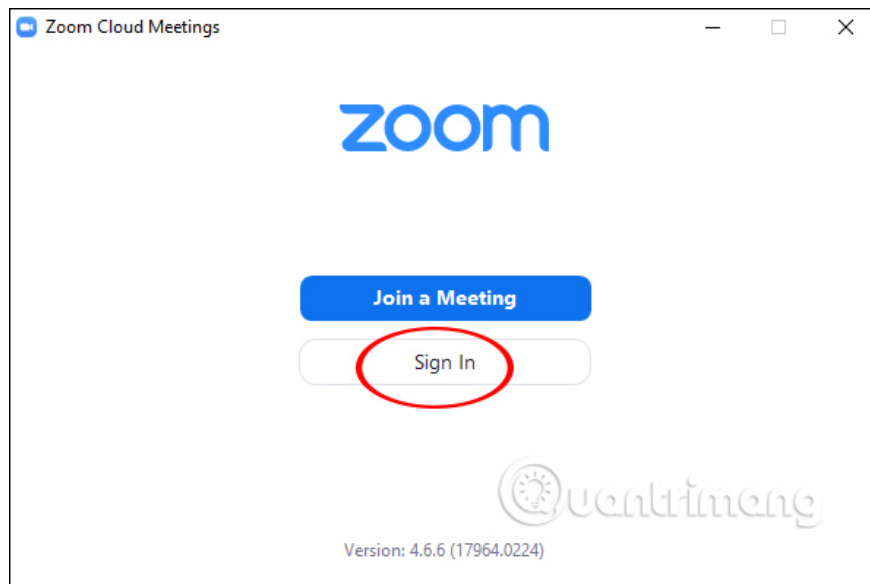 Zoom Cloud Meetings
zoom
Join a Meeting
Sign In
Quantrimang
Version: 4.6.6 (17964.0224)